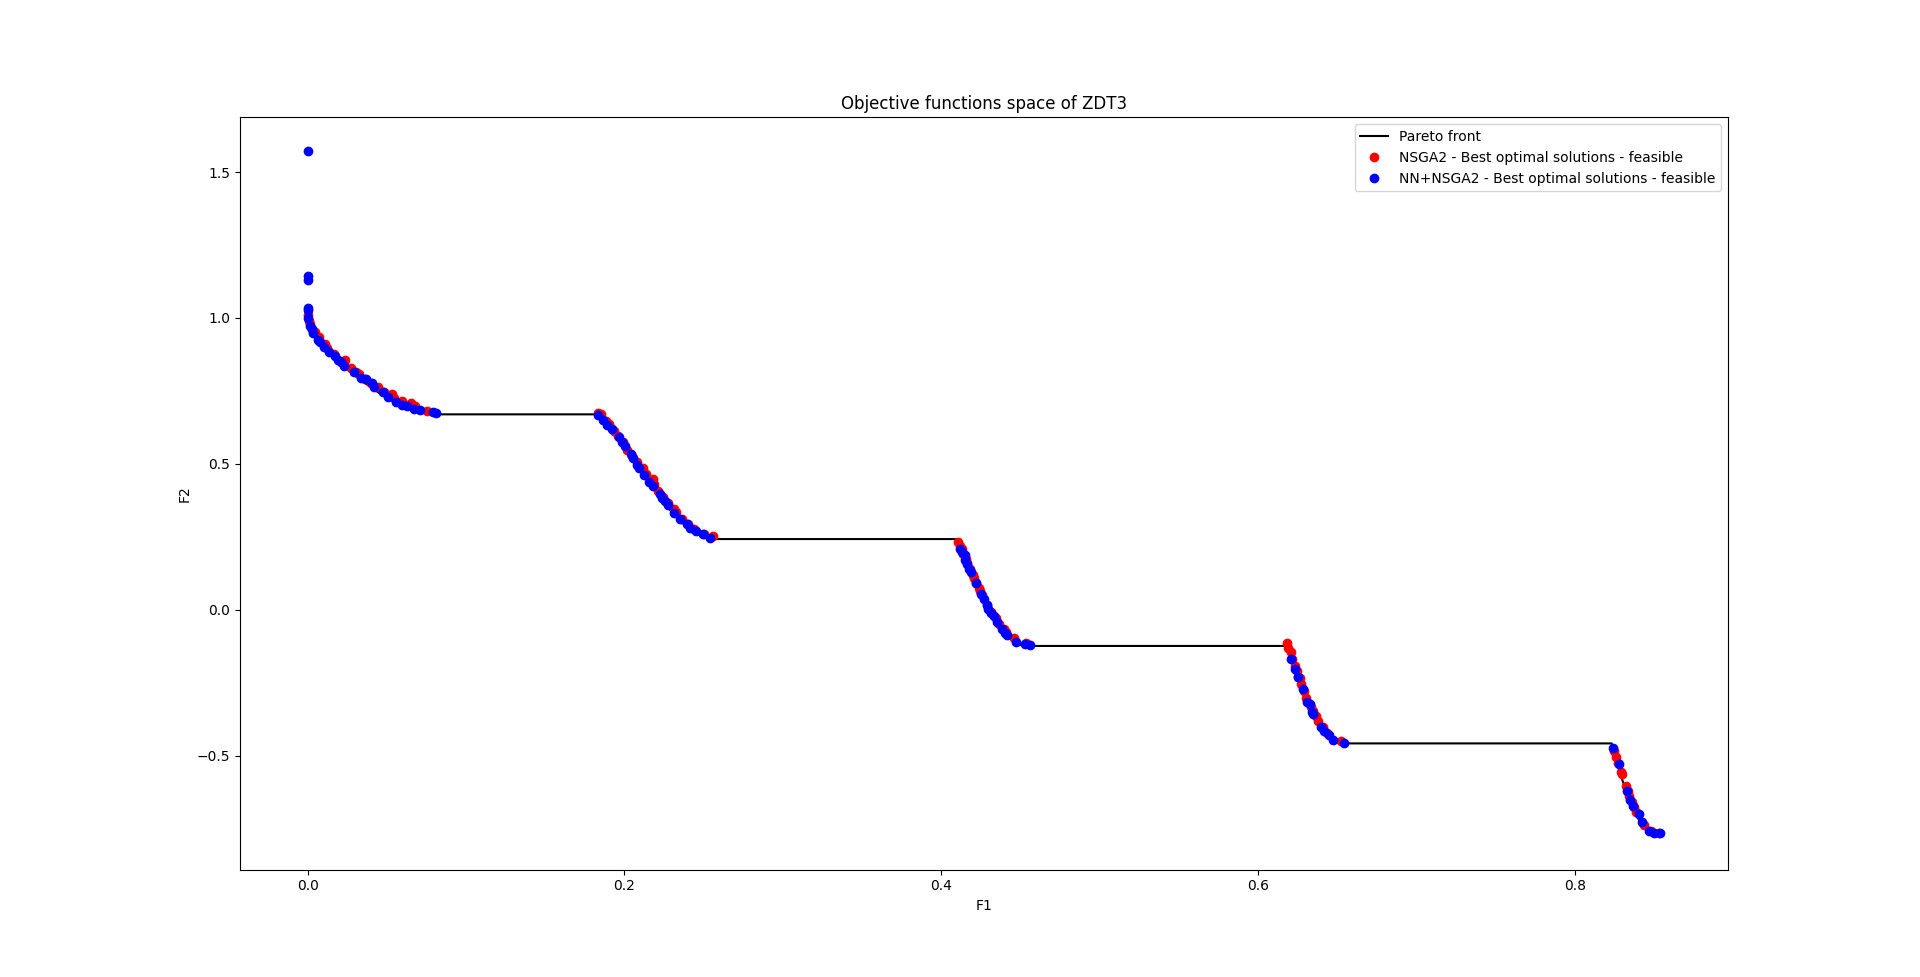 Objective functions space of ZDT3
Pareto front
NSGA2 - Best optimal solutions - feasible
NN+NSGA2 - Best optimal solutions - feasible
1.5
1.0
0.5
0.0
−0.5
F2
0.0 0.2 0.4 0.6 0.8
F1